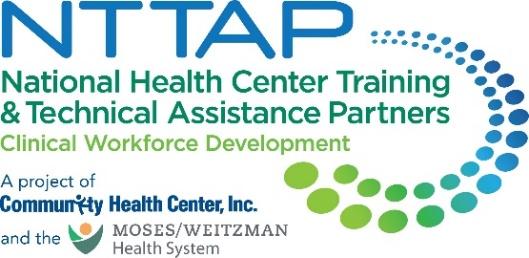 NTTAP
National Health Center Training
& Technical Assistance Partners
Clinical Workforce Development
A project of
Community Health Center, Inc.
and the MOSES/WEITZMAN
Health System